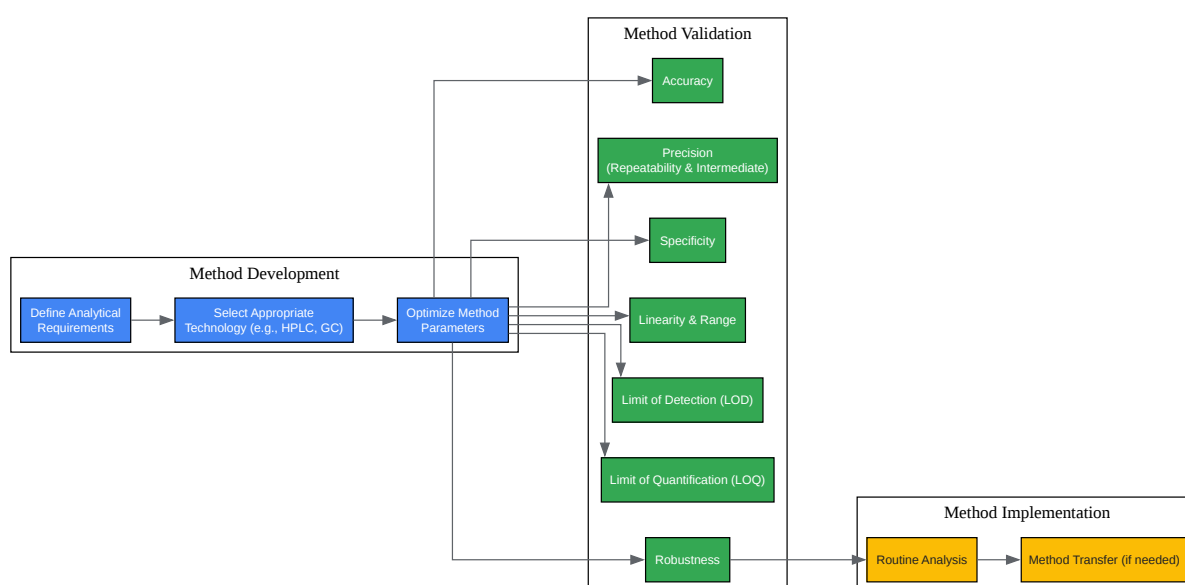 Method Validation
Accuracy
Precision
(Repeatability & Intermediate)
Specificity
Method Development
Define Analytical
Requirements
Select Appropriate
Technology (e.g., HPLC, GC)
Optimize Method
Parameters
Linearity & Range
Limit of Detection (LOD)
Limit of Quantification (LOQ)
Robustness
Method Implementation
Routine Analysis
Method Transfer (if needed)